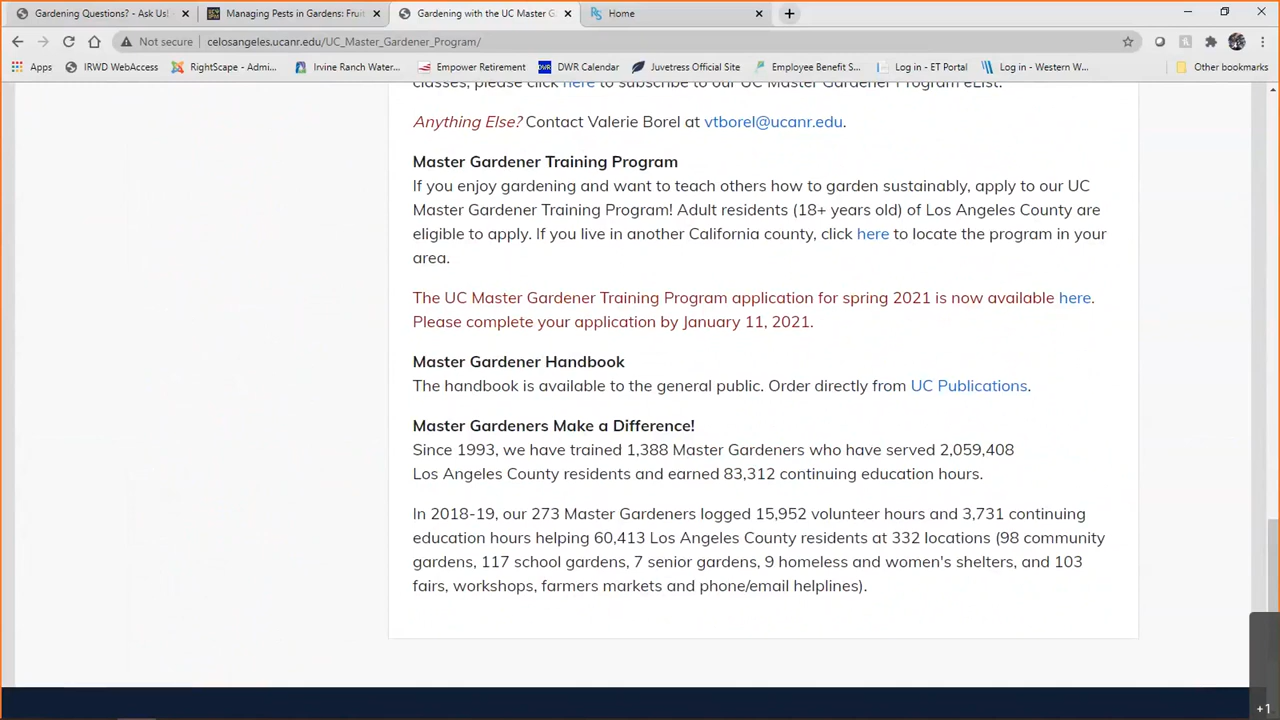 Gardening Questions? - Ask Us!
Managing Pests in Gardens: Fruit
Gardening with the UC Master G
Home
Not secure
celosangeles.ucanr.edu/UC_Master_Gardener_Program/
Apps
IRWD WebAccess
RightScape - Admi...
Irvine Ranch Water...
Empower Retirement
DWR Calendar
Juvetress Official Site
Employee Benefit S...
Log in - ET Portal
Log in - Western W...
Other bookmarks
classes, please click here to subscribe to our UC Master Gardener Program eList.
Anything Else? Contact Valerie Borel at vtborel@ucanr.edu.
Master Gardener Training Program
If you enjoy gardening and want to teach others how to garden sustainably, apply to our UC
Master Gardener Training Program! Adult residents (18+ years old) of Los Angeles County are
eligible to apply. If you live in another California county, click here to locate the program in your
area.
The UC Master Gardener Training Program application for spring 2021 is now available here.
Please complete your application by January 11, 2021.
Master Gardener Handbook
The handbook is available to the general public. Order directly from UC Publications.
Master Gardeners Make a Difference!
Since 1993, we have trained 1,388 Master Gardeners who have served 2,059,408
Los Angeles County residents and earned 83,312 continuing education hours.
In 2018-19, our 273 Master Gardeners logged 15,952 volunteer hours and 3,731 continuing
education hours helping 60,413 Los Angeles County residents at 332 locations (98 community
gardens, 117 school gardens, 7 senior gardens, 9 homeless and women's shelters, and 103
fairs, workshops, farmers markets and phone/email helplines).
+1